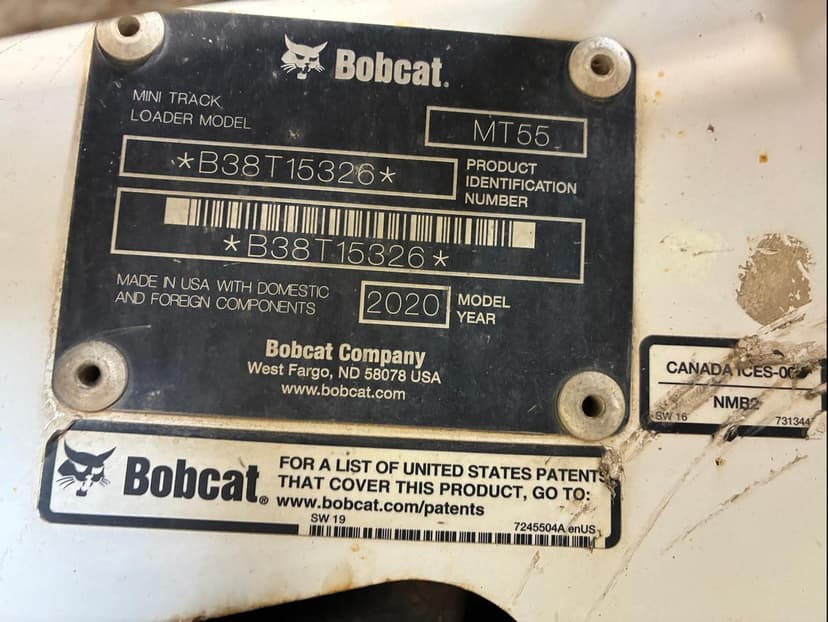 Bobcat.
MINI TRACK
LOADER MODEL
MT55
*B38T15326*
PRODUCT
IDENTIFICATION
NUMBER
*B38T15326*
MADE IN USA WITH DOMESTIC
AND FOREIGN COMPONENTS
2020
MODEL
YEAR
Bobcat Company
West Fargo, ND 58078 USA
www.bobcat.com
CANADA ICES-002
NMB2
SW 16
731344
Bobcat®
FOR A LIST OF UNITED STATES PATENTS
THAT COVER THIS PRODUCT, GO TO:
www.bobcat.com/patents
SW 19
7245504A enUS